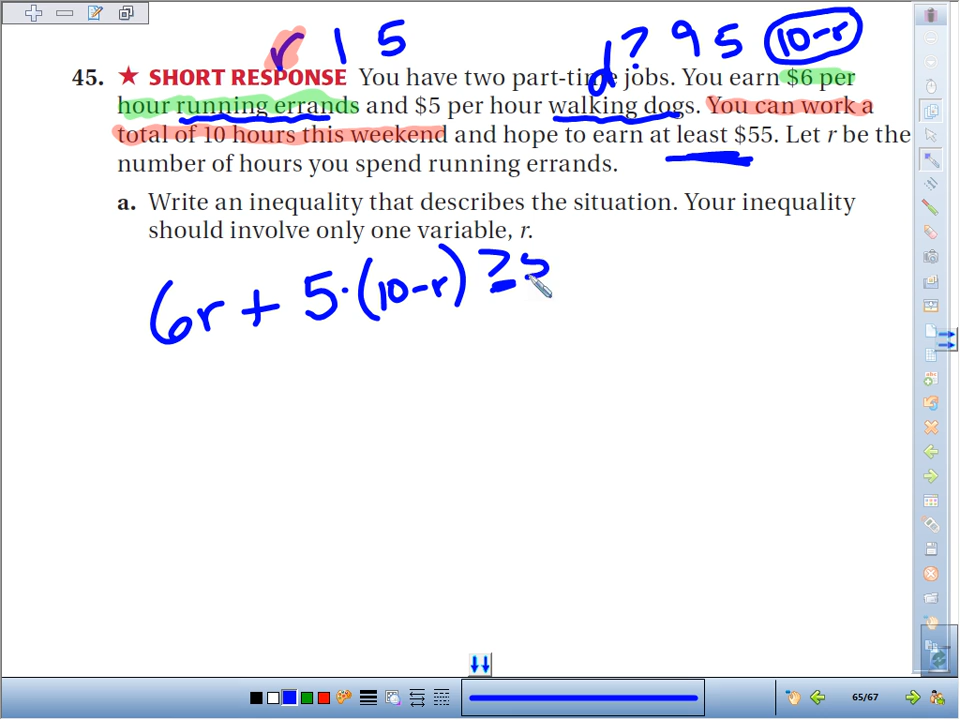 r 1 5 d ? 9 5 10-r
45. ★ SHORT RESPONSE You have two part-time jobs. You earn $6 per
hour running errands and $5 per hour walking dogs. You can work a
total of 10 hours this weekend and hope to earn at least $55. Let r be the
number of hours you spend running errands.
a. Write an inequality that describes the situation. Your inequality
should involve only one variable, r.
6r + 5·(10-r) ≥ 5
65/67